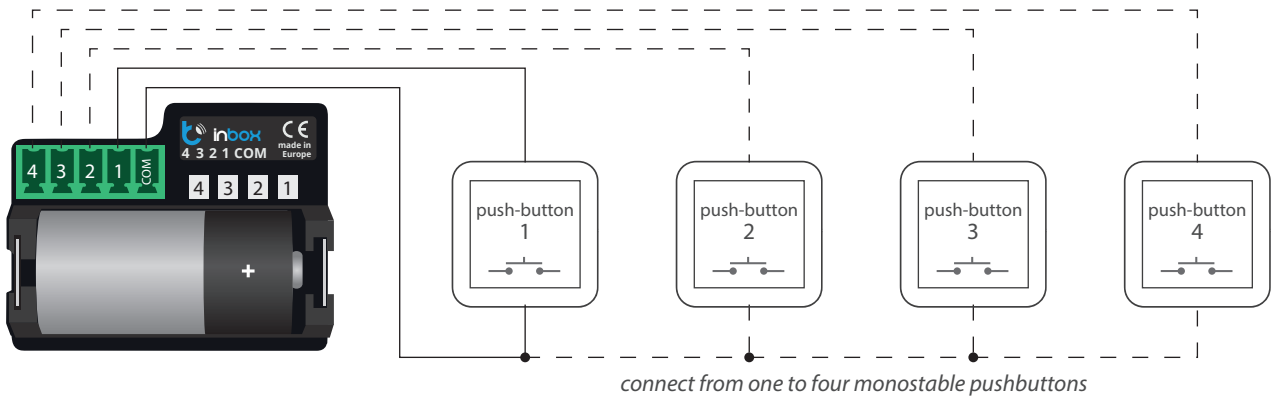 inbox
CE
4 3 2 1 COM
made in
Europe
4 3 2 1 COM
4 3 2 1
+
push-button
1
push-button
2
push-button
3
push-button
4
connect from one to four monostable pushbuttons